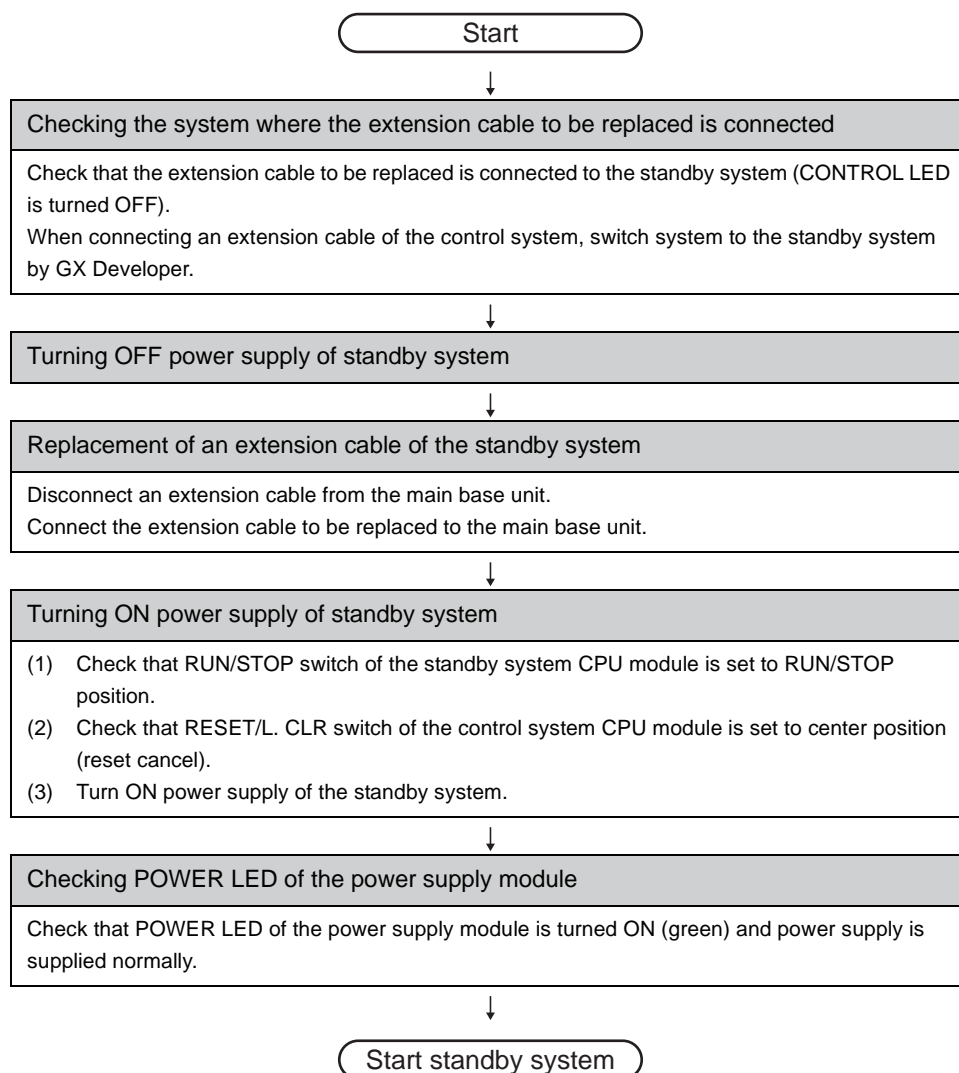 Start
↓
Checking the system where the extension cable to be replaced is connected
Check that the extension cable to be replaced is connected to the standby system (CONTROL LED
is turned OFF).
When connecting an extension cable of the control system, switch system to the standby system
by GX Developer.
↓
Turning OFF power supply of standby system
↓
Replacement of an extension cable of the standby system
Disconnect an extension cable from the main base unit.
Connect the extension cable to be replaced to the main base unit.
↓
Turning ON power supply of standby system
(1) Check that RUN/STOP switch of the standby system CPU module is set to RUN/STOP
position.
(2) Check that RESET/L. CLR switch of the control system CPU module is set to center position
(reset cancel).
(3) Turn ON power supply of the standby system.
↓
Checking POWER LED of the power supply module
Check that POWER LED of the power supply module is turned ON (green) and power supply is
supplied normally.
↓
Start standby system